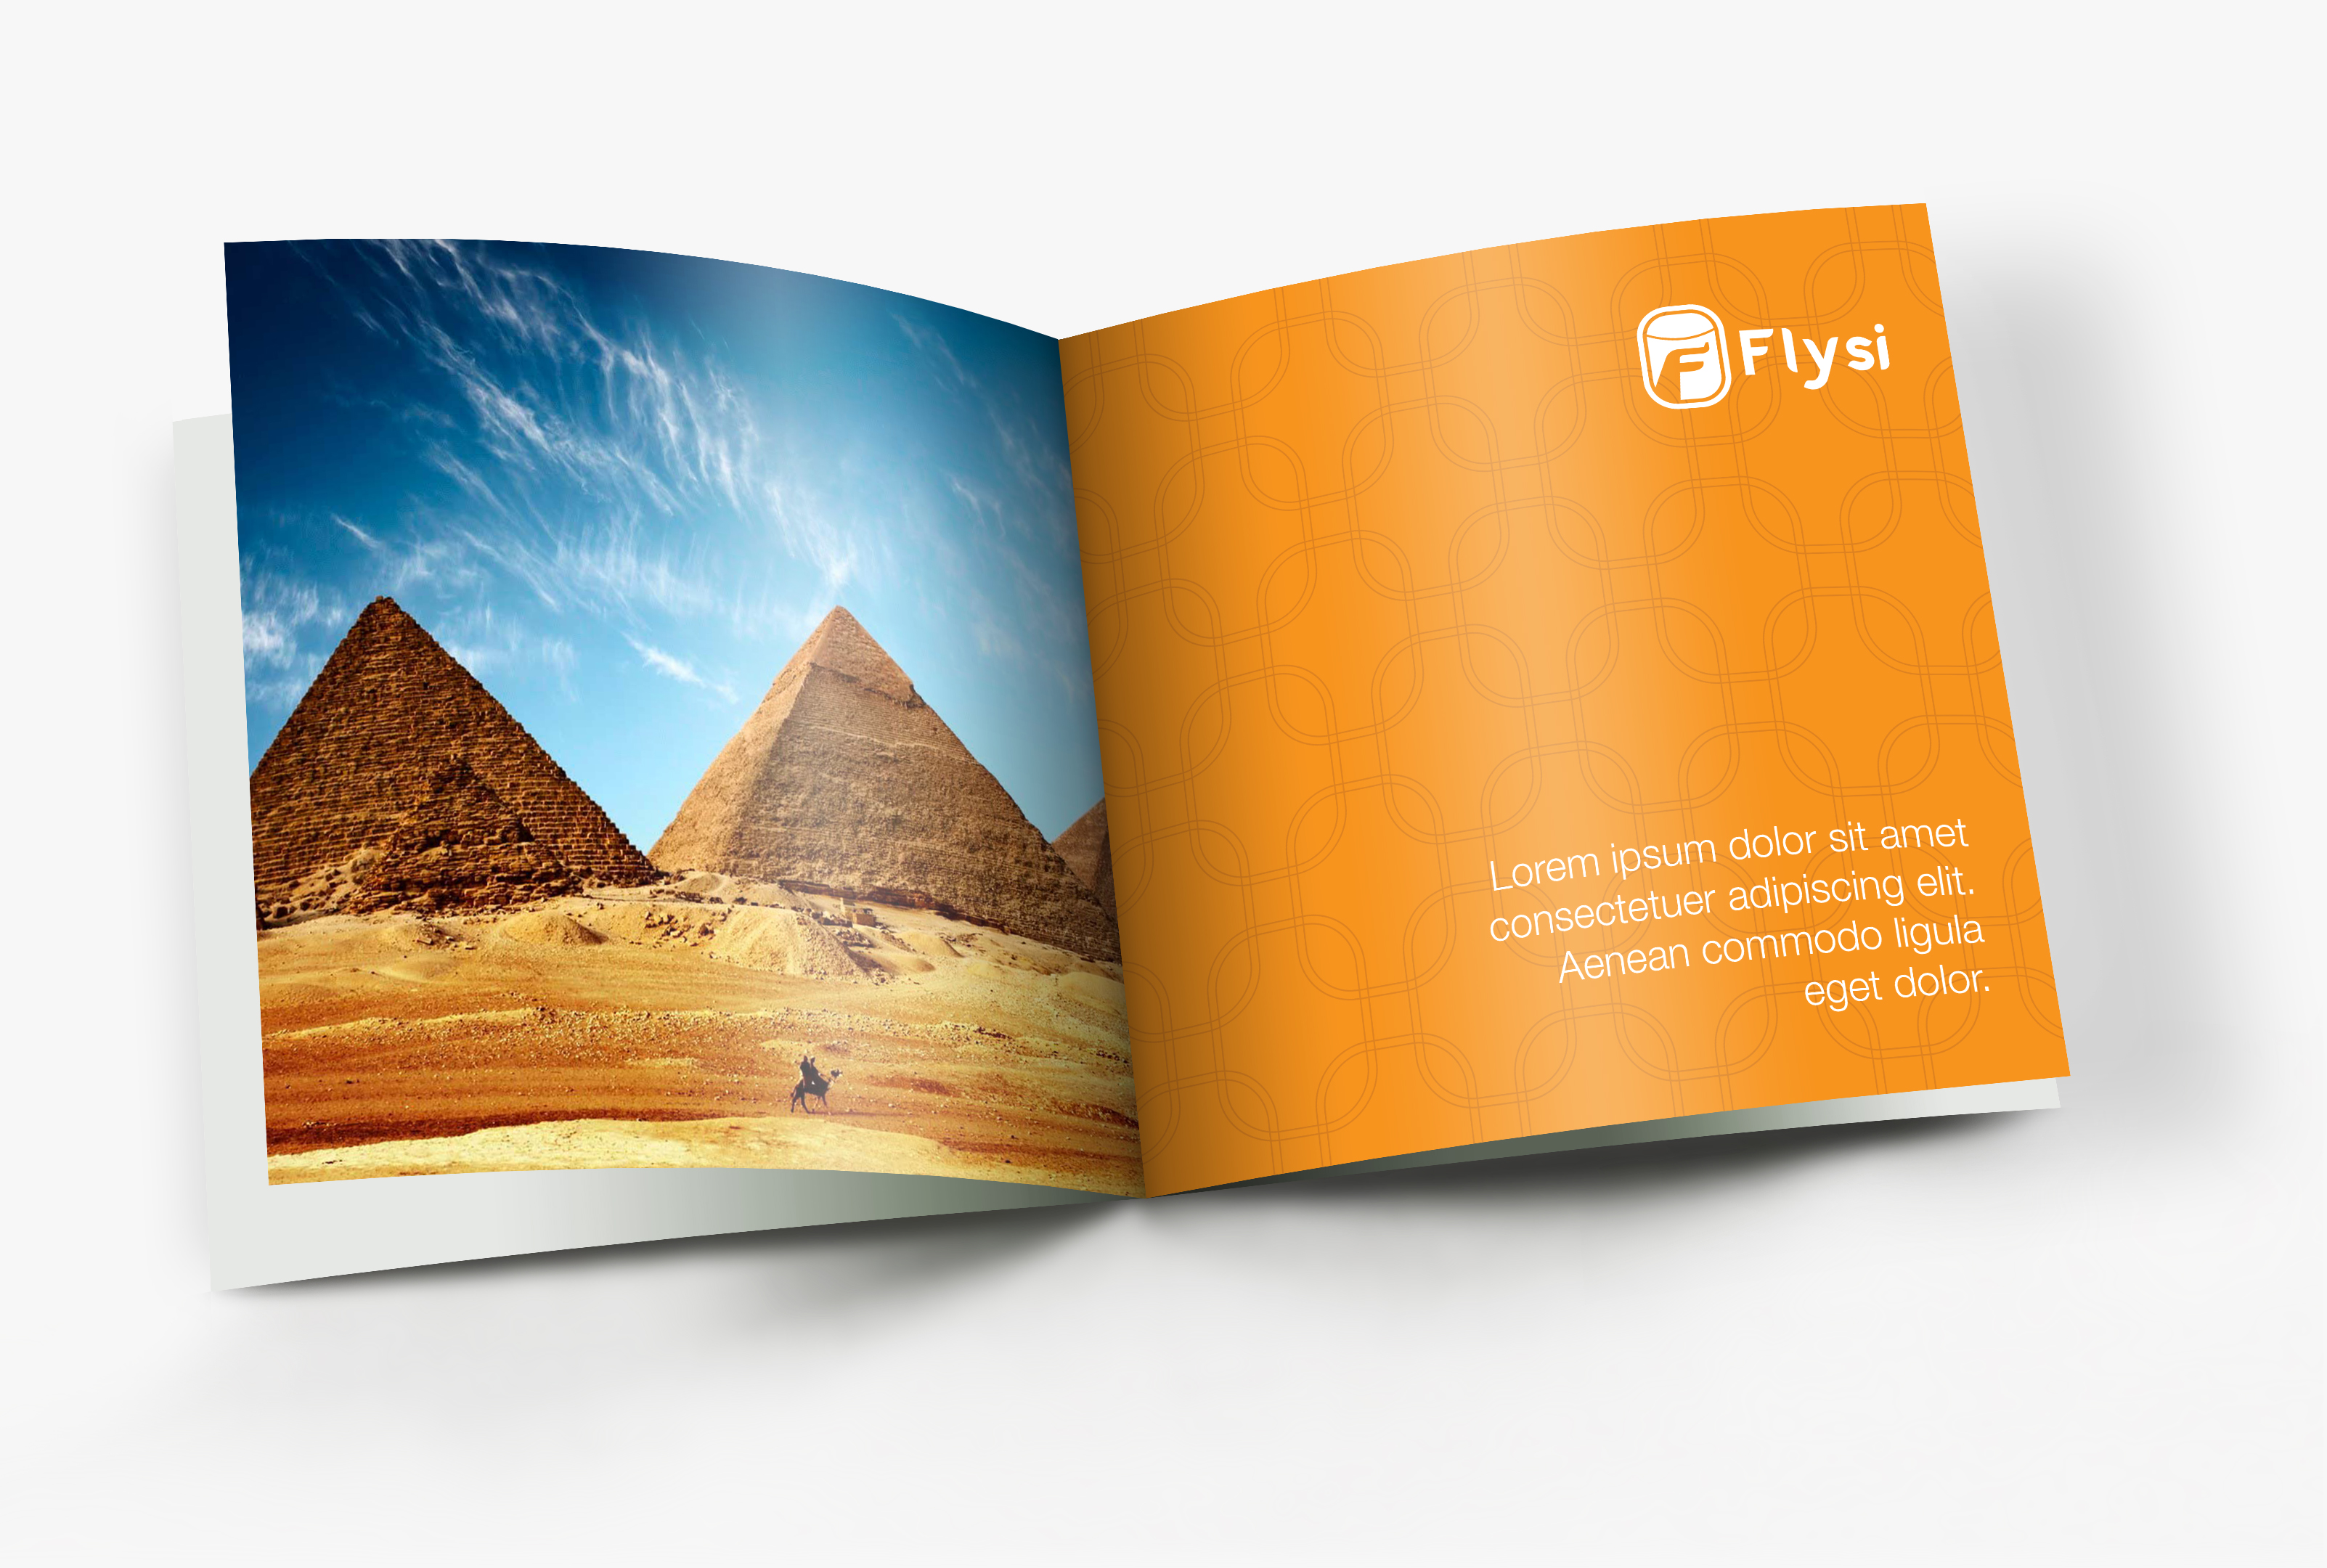 Flysi
Lorem ipsum dolor sit amet
consectetuer adipiscing elit.
Aenean commodo ligula
eget dolor.